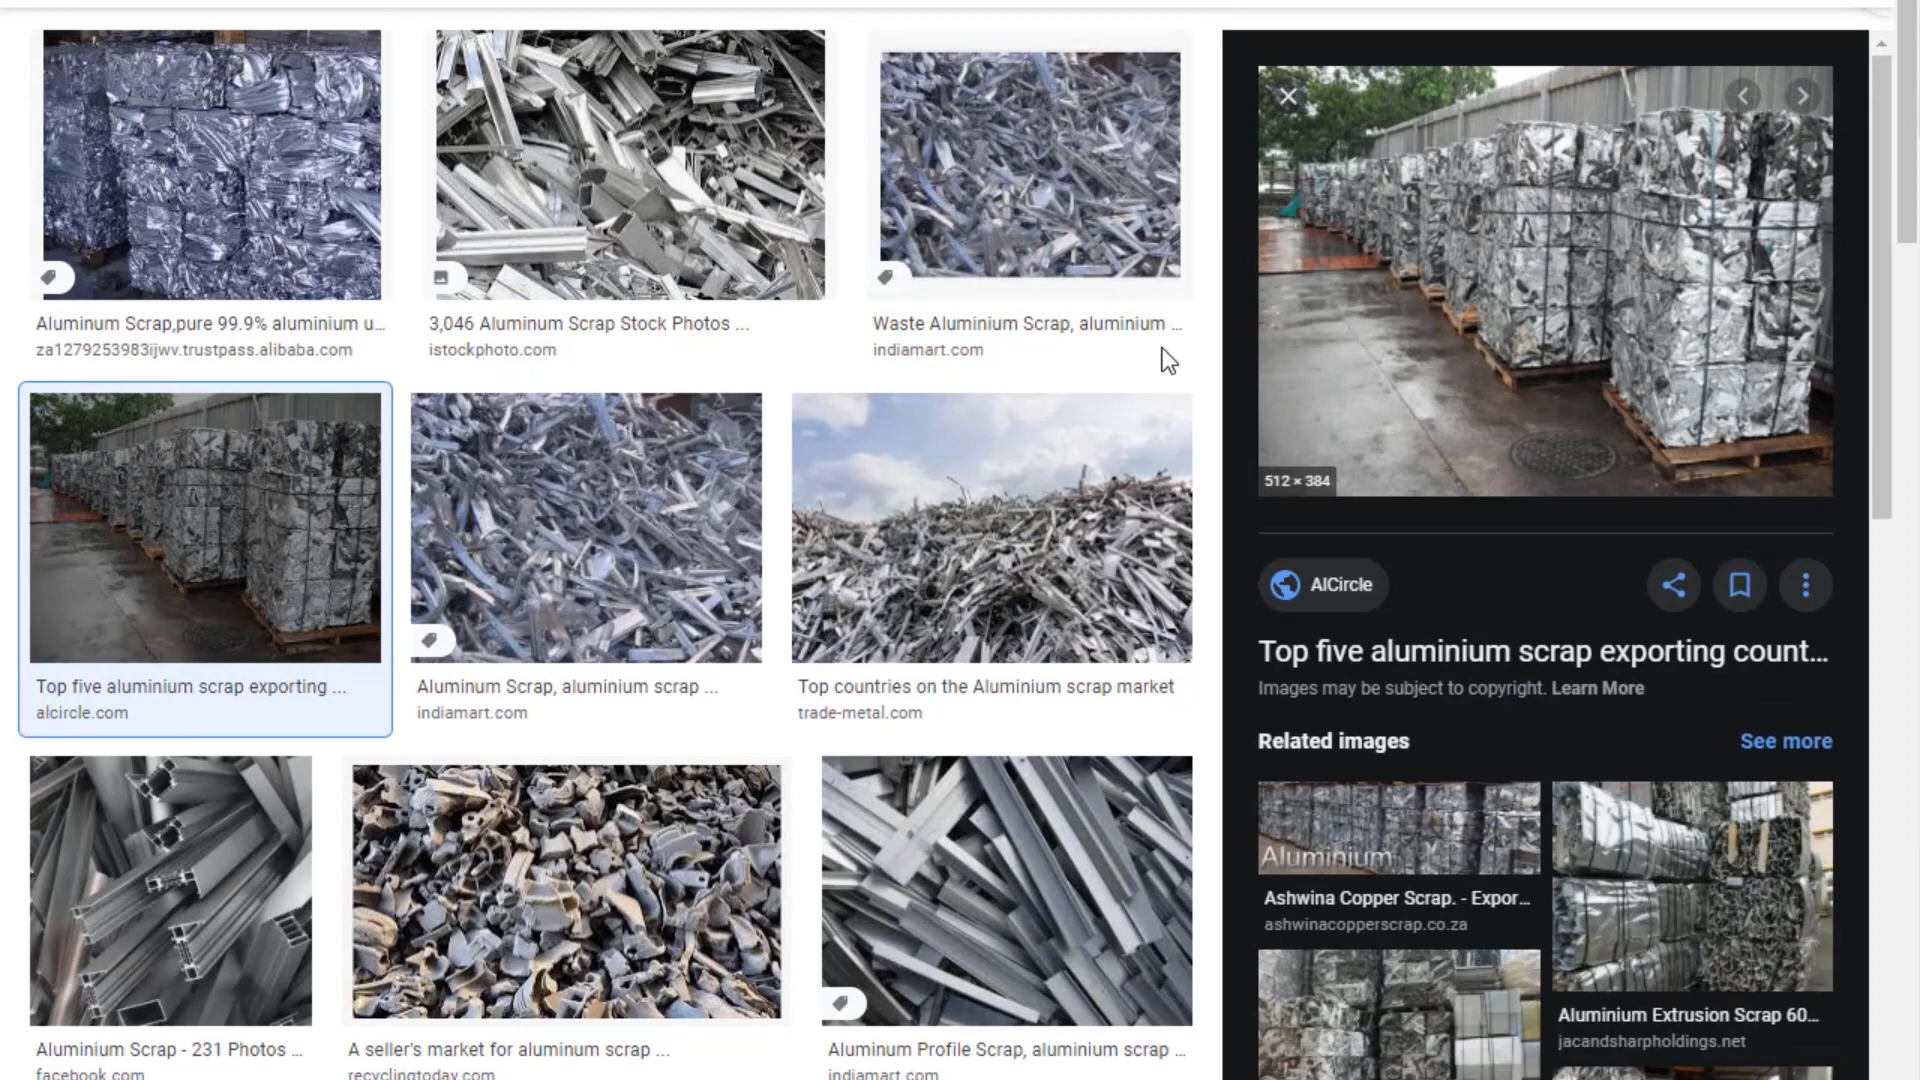 Aluminum Scrap,pure 99.9% aluminium u...
za1279253983ijwv.trustpass.alibaba.com
3,046 Aluminum Scrap Stock Photos ...
istockphoto.com
Waste Aluminium Scrap, aluminium ...
indiamart.com
Top five aluminium scrap exporting ...
alcircle.com
Aluminum Scrap, aluminium scrap ...
indiamart.com
Top countries on the Aluminium scrap market
trade-metal.com
Aluminium Scrap - 231 Photos ...
facebook.com
A seller's market for aluminum scrap ...
recyclingtoday.com
Aluminum Profile Scrap, aluminium scrap ...
indiamart.com
512 × 384
AlCircle
Top five aluminium scrap exporting count...
Images may be subject to copyright. Learn More
Related images
See more
Aluminium
Ashwina Copper Scrap. - Expor...
ashwinacopperscrap.co.za
Aluminium Extrusion Scrap 60...
jacandsharpholdings.net